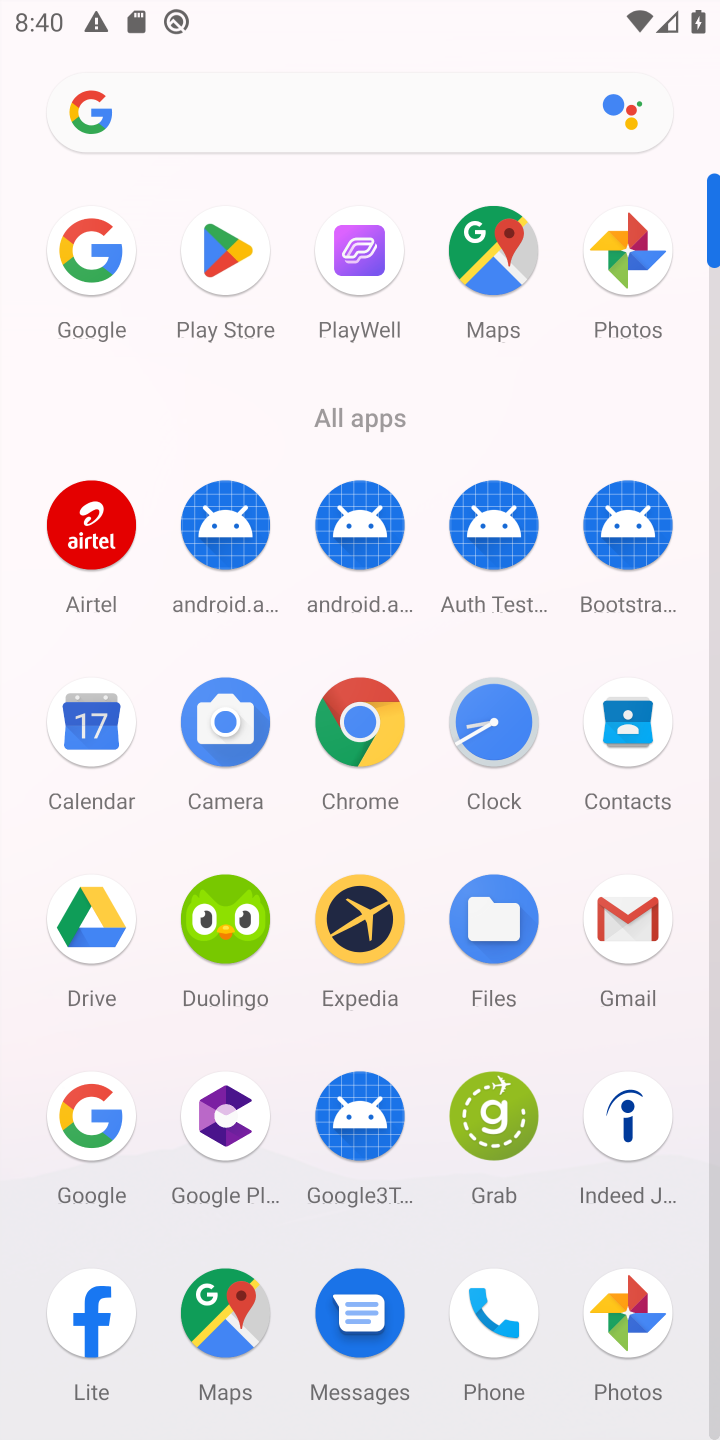 8:40
Google Play Store PlayWell Maps Photos
All apps
airtel
Airtel android.a... android.a... Auth Test... Bootstra...
17
Calendar Camera Chrome Clock Contacts
Drive Duolingo Expedia Files Gmail
Google Google Pl... Google3T... Grab Indeed J...
Lite Maps Messages Phone Photos